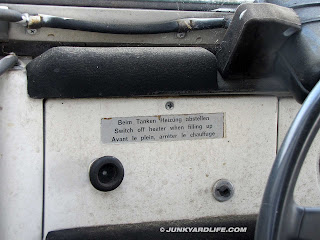 Beim Tanken Heizung abstellen
Switch off heater when filling up
Avant le plein, arrêter le chauffage
© JUNKYARDLIFE.COM